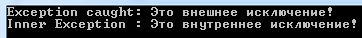 Exception caught: Это внешнее исключение!
Inner Exception : Это внутреннее исключение!